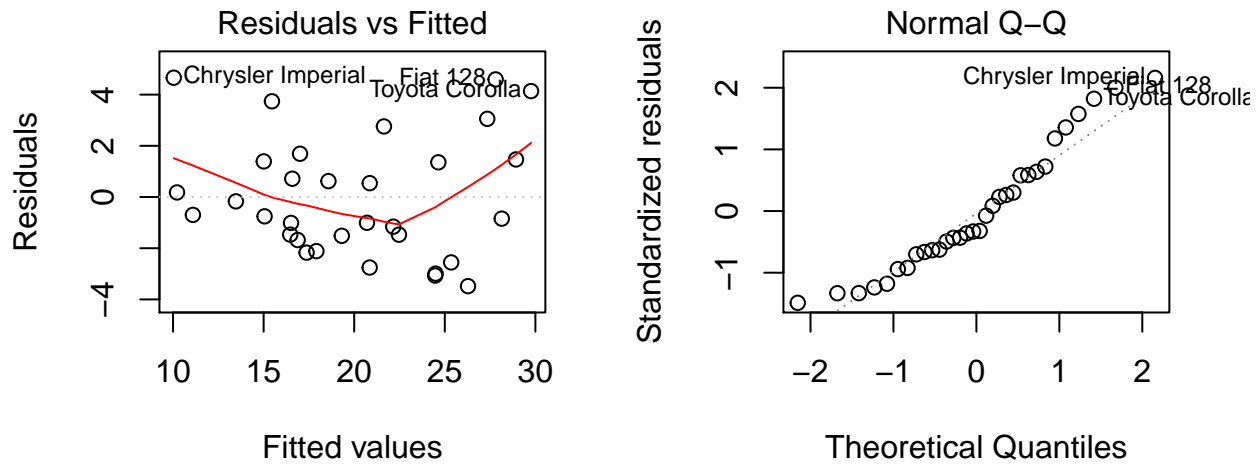 Residuals vs Fitted
Residuals
4
2
0
−4
Chrysler Imperial
Fiat 128
Toyota Corolla
10 15 20 25 30
Fitted values
Normal Q−Q
Standardized residuals
2
1
0
−1
Chrysler Imperial
Fiat 128
Toyota Corolla
−2 −1 0 1 2
Theoretical Quantiles